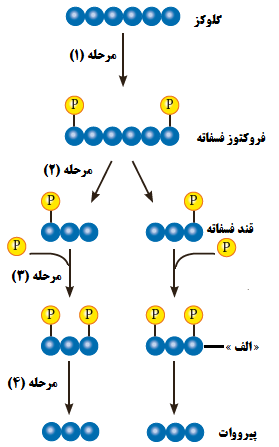 گلوکز
مرحله (۱)
P P
فروکتوز فسفاته
مرحله (۲)
P P
قند فسفاته
P P
مرحله (۳)
P P P P
« الف »
مرحله (۴)
پیرووات